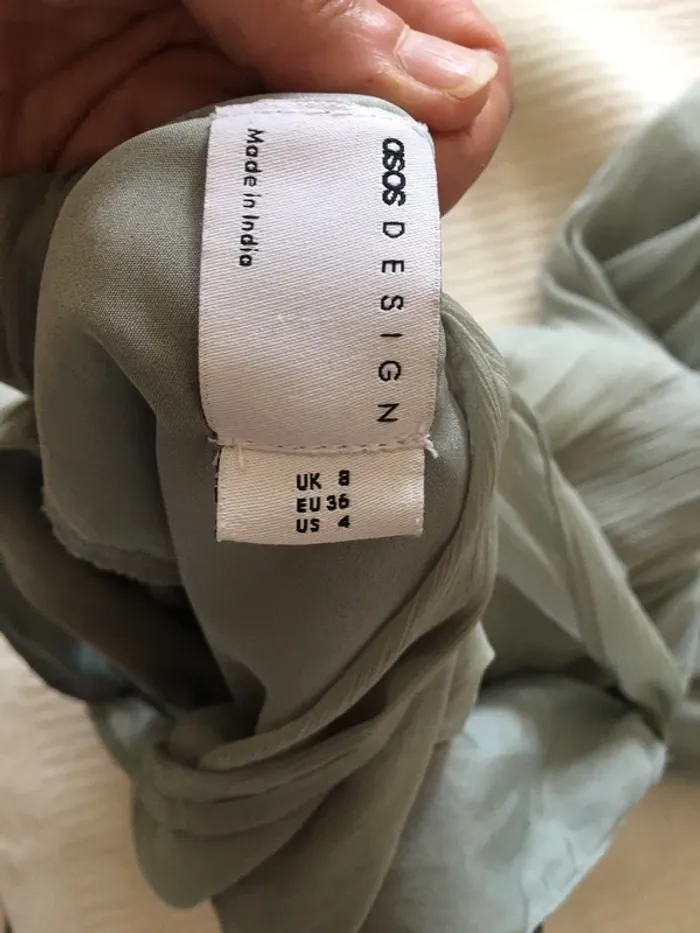 asos DESIGN
Made in India
UK 8
EU 36
US 4